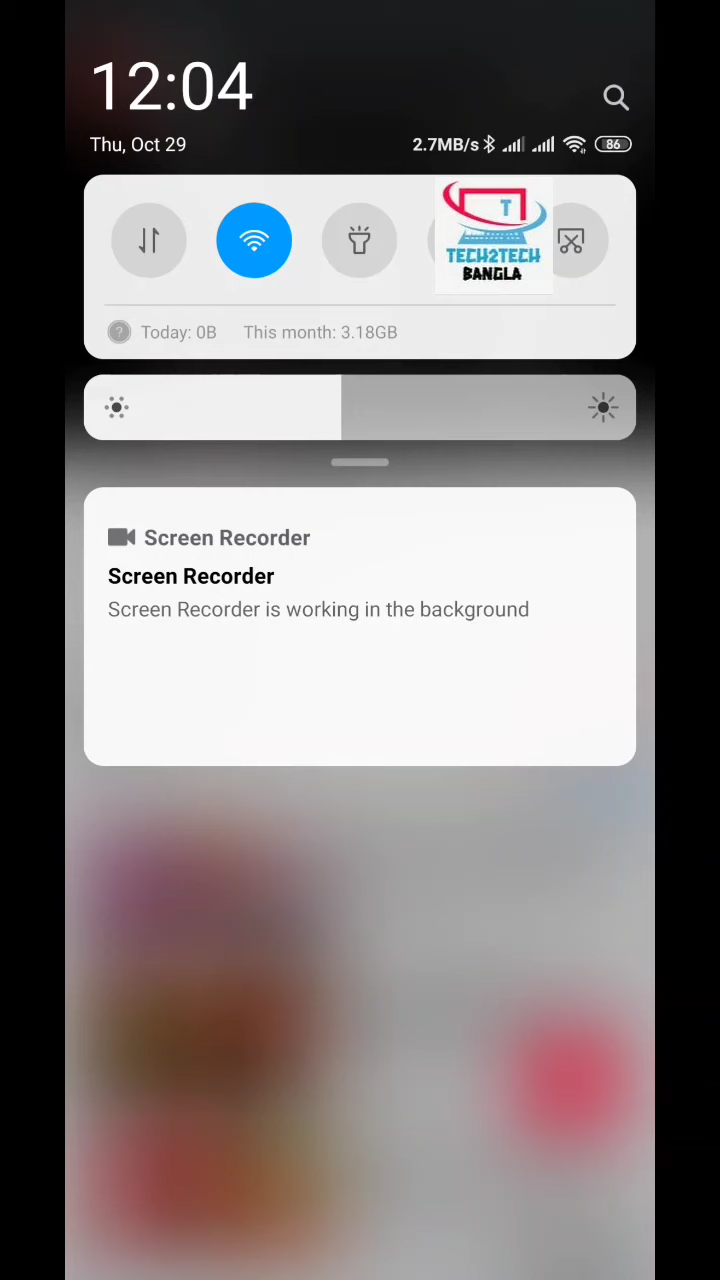 12:04
Thu, Oct 29
2.7MB/s
86
T
TECH2TECH
BANGLA
? Today: 0B This month: 3.18GB
Screen Recorder
Screen Recorder
Screen Recorder is working in the background